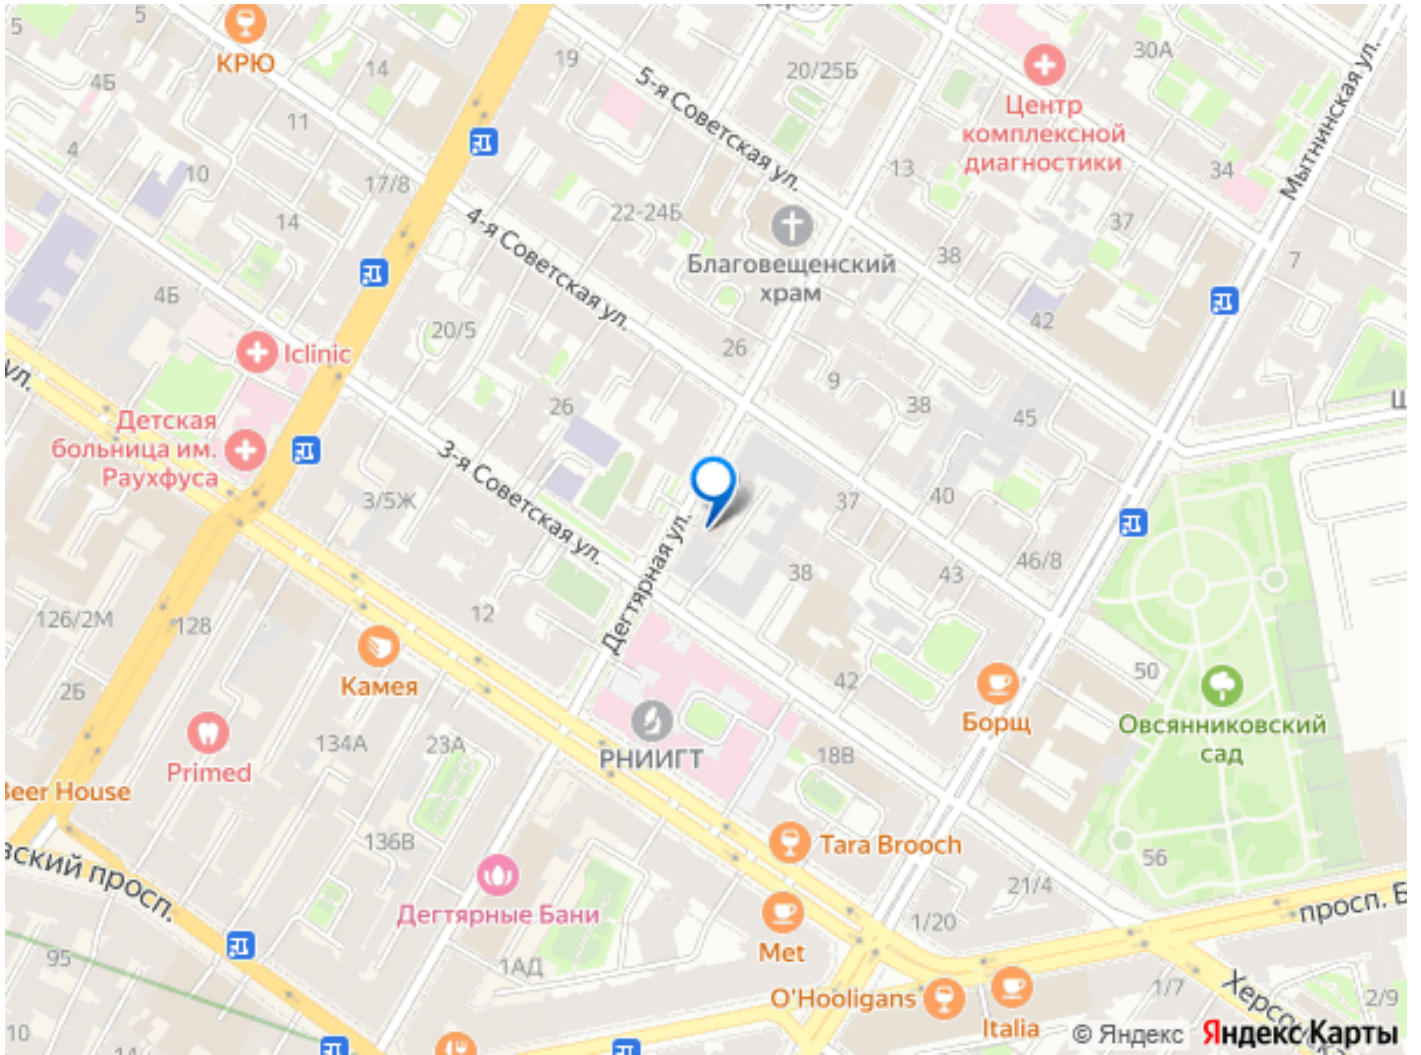 5
КРЮ
5
14
4Б
11
4
10
17/8
14
19
5-я Советская ул.
20/25Б
Центр
комплексной
диагностики
30А
Мытнинская ул.
13
34
37
22-24Б
4-я Советская ул.
Благовещенский
храм
38
7
4Б
Iclinic
20/5
26
42
ул.
9
38
45
Детская
больница им.
Раухфуса
26
3-я Советская ул.
3/5Ж
37
40
46/8
43
38
Дегтярная ул.
126/2М
128
12
Камея
2Б
Primed
134А
23А
РНИИГТ
42
18В
Борщ
50
Овсянниковский
сад
Beer House
136В
Tara Brooch
56
вский просп.
Дегтярные Бани
Met
21/4
1/20
просп. Б
95
1АД
O'Hooligans
Italia
1/7
2/9
10
14
© Яндекс
Яндекс Карты